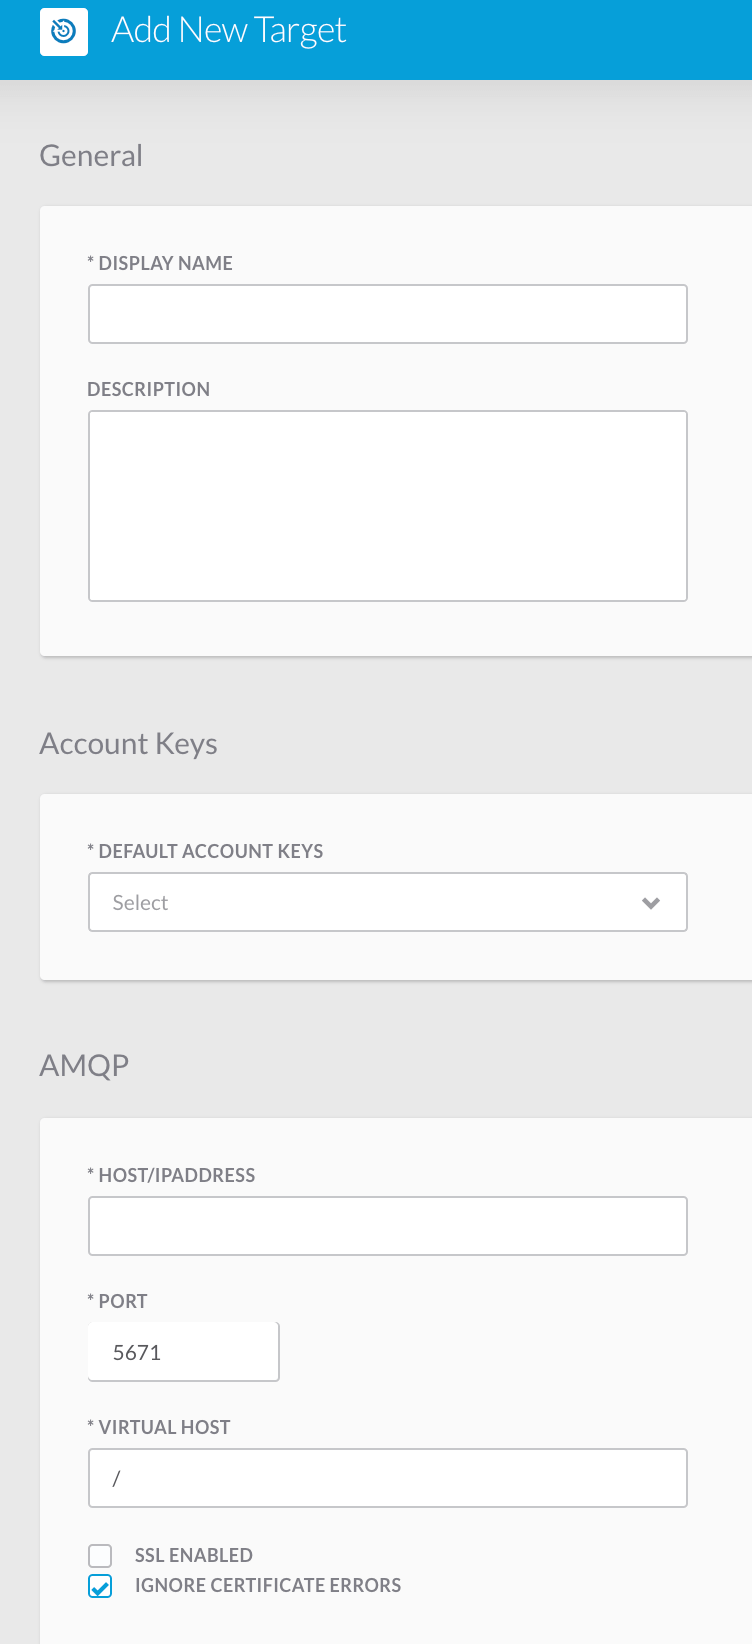 Add New Target
General
* DISPLAY NAME
DESCRIPTION
Account Keys
* DEFAULT ACCOUNT KEYS
Select
AMQP
* HOST/IPADDRESS
* PORT
5671
* VIRTUAL HOST
/
SSL ENABLED
IGNORE CERTIFICATE ERRORS